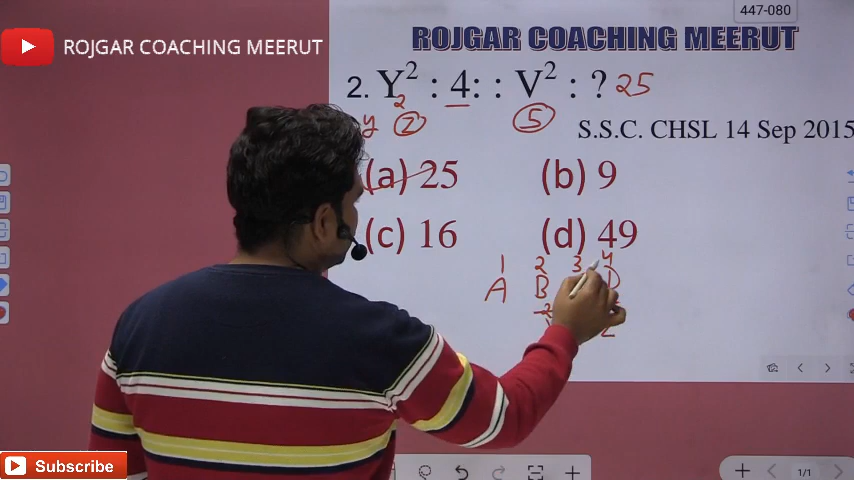 447-080
ROJGAR COACHING MEERUT
ROJGAR COACHING MEERUT
2. Y² : 4 : : V² : ? 25
2
y 2 5
S.S.C. CHSL 14 Sep 2015
(a) 25 (b) 9
(c) 16 (d) 49
1 2 3 4
A B D
Subscribe
1/1